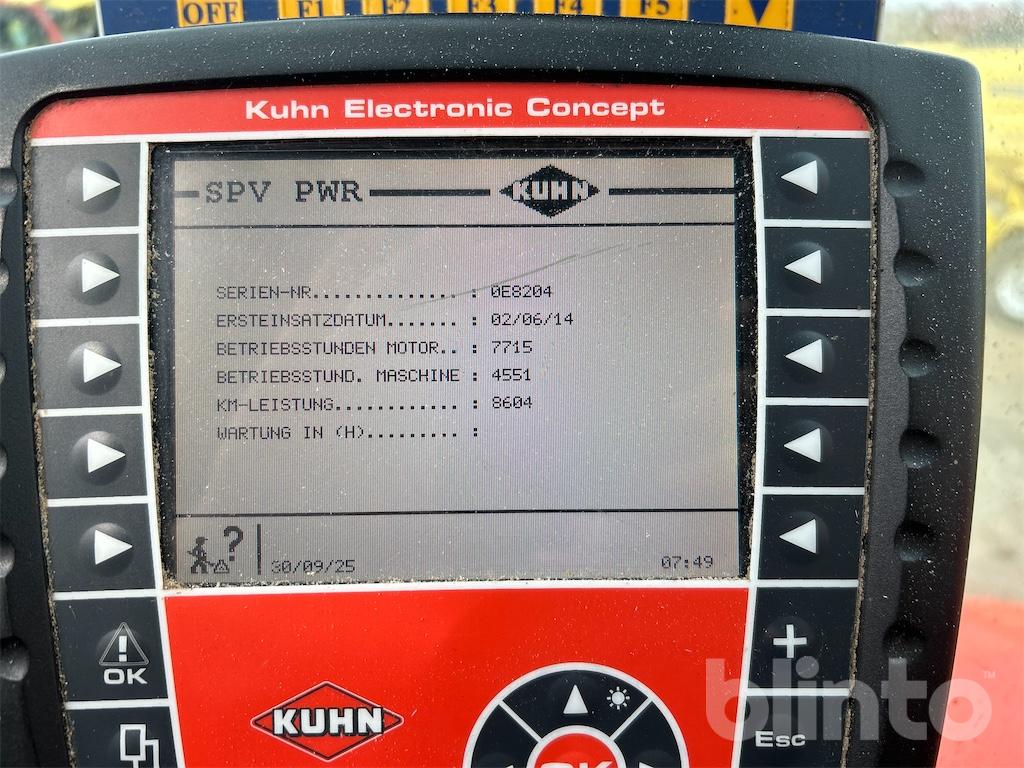 OFF F1 F2 F3 F4 F5
Kuhn Electronic Concept
SPV PWR KUHN
SERIEN-NR.............. : 0E8204
ERSTEINSATZDATUM....... : 02/06/14
BETRIEBSSTUNDEN MOTOR.. : 7715
BETRIEBSSTUND. MASCHINE : 4551
KM-LEISTUNG............ : 8604
WARTUNG IN (H)......... :
?
30/09/25 07:49
OK
+
KUHN
Esc
OK
blinto™